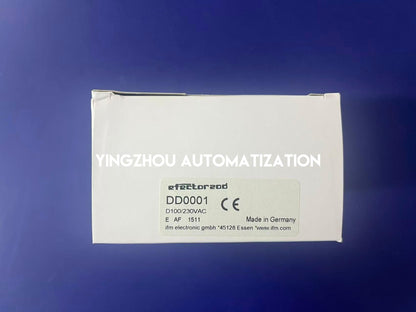 efector200
YINGZHOU AUTOMATIZATION
DD0001 CE
D100/230VAC
E AF 1511 Made in Germany
ifm electronic gmbh *45128 Essen *www.ifm.com